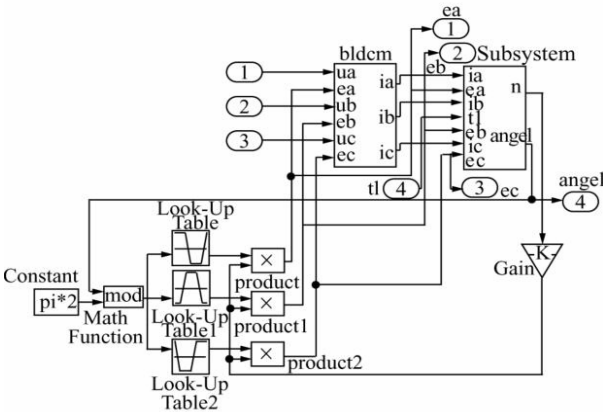 ea
1
bldcm
2
Subsystem
1
ua
ea
ia
eb
ia
ea
n
2
ub
eb
ib
ib
tl
3
uc
ec
ic
eb
angel
ic
ec
tl
4
3
ec
angel
4
Look-Up
Table
-K-
Gain
×
product
Constant
pi*2
mod
Math
Function
Look-Up
Table1
×
product1
×
product2
Look-Up
Table2